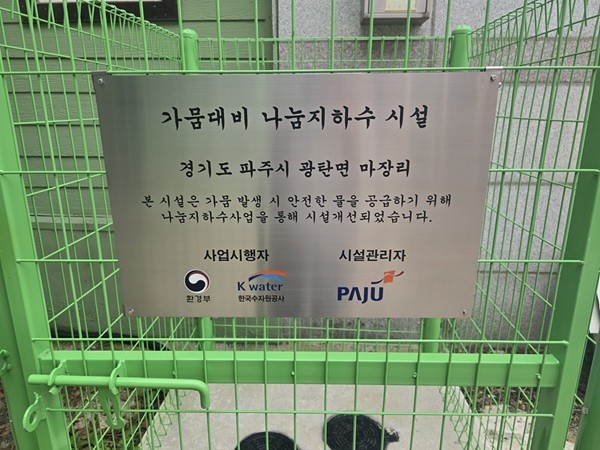 가뭄대비 나눔지하수 시설
경기도 파주시 광탄면 마장리
본 시설은 가뭄 발생 시 안전한 물을 공급하기 위해
나눔지하수사업을 통해 시설개선되었습니다.
사업시행자 시설관리자
환경부 K water 한국수자원공사 PAJU